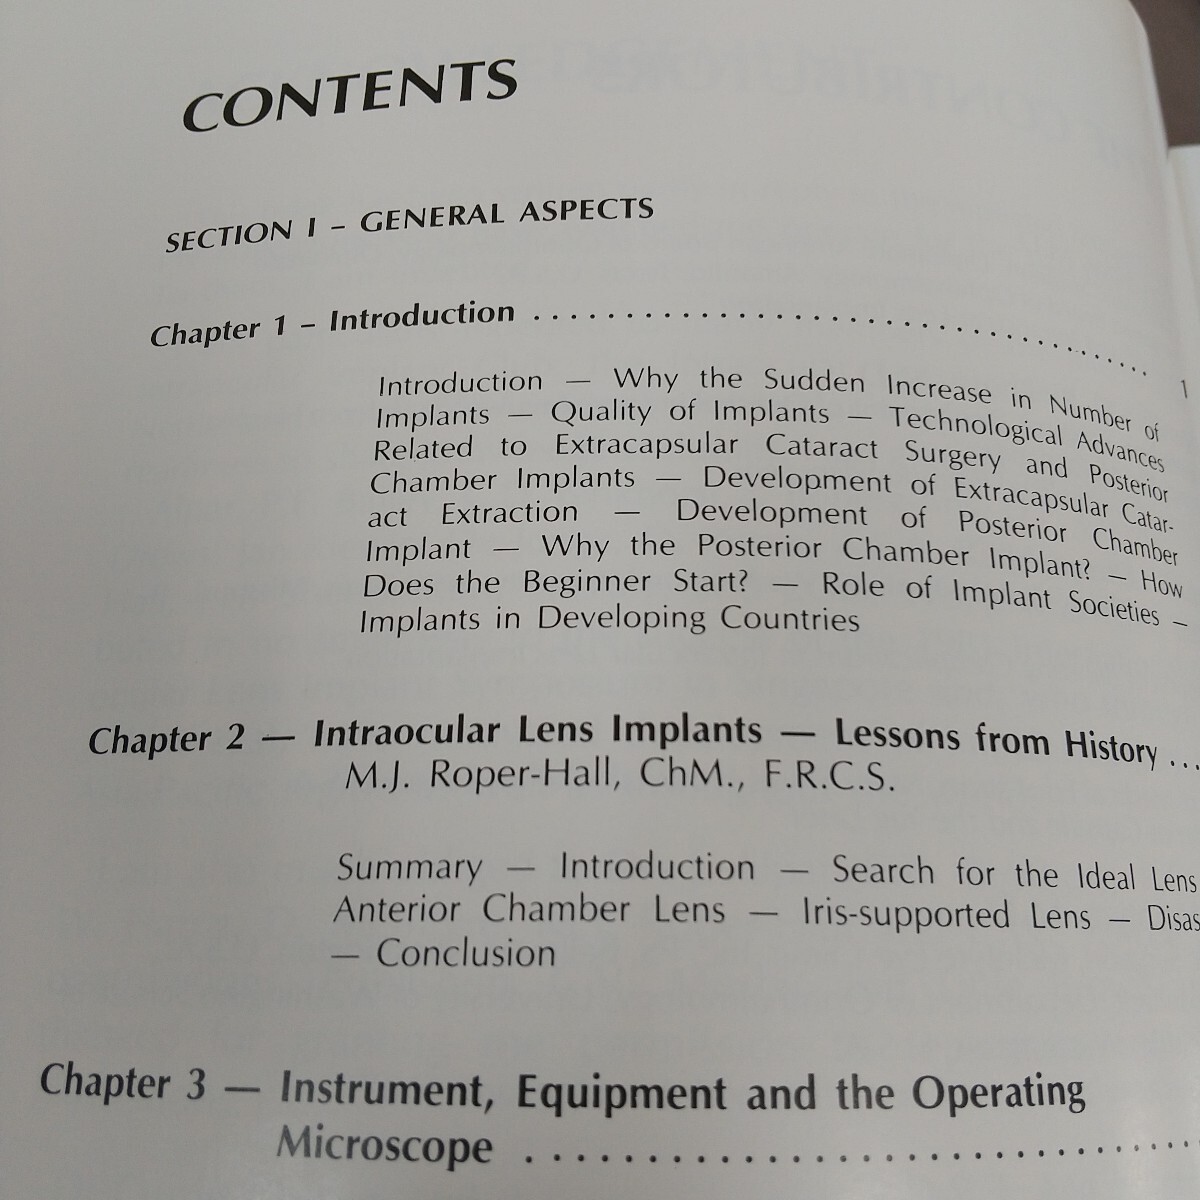 CONTENTS
SECTION I – GENERAL ASPECTS
Chapter 1 – Introduction . . . . . . . . . . . . . . . . . . . . . . . . . . . . . . . . . . . 1
Introduction — Why the Sudden Increase in Number of
Implants — Quality of Implants — Technological Advances
Related to Extracapsular Cataract Surgery and Posterior
Chamber Implants — Development of Extracapsular Catar-
act Extraction — Development of Posterior Chamber
Implant — Why the Posterior Chamber Implant? — How
Does the Beginner Start? — Role of Implant Societies –
Implants in Developing Countries
Chapter 2 — Intraocular Lens Implants — Lessons from History . . .
M.J. Roper-Hall, ChM., F.R.C.S.
Summary — Introduction — Search for the Ideal Lens
Anterior Chamber Lens — Iris-supported Lens — Disas
— Conclusion
Chapter 3 — Instrument, Equipment and the Operating
Microscope . . . . . . . . . . . . . . . . . . . . . . . . . . . . . .